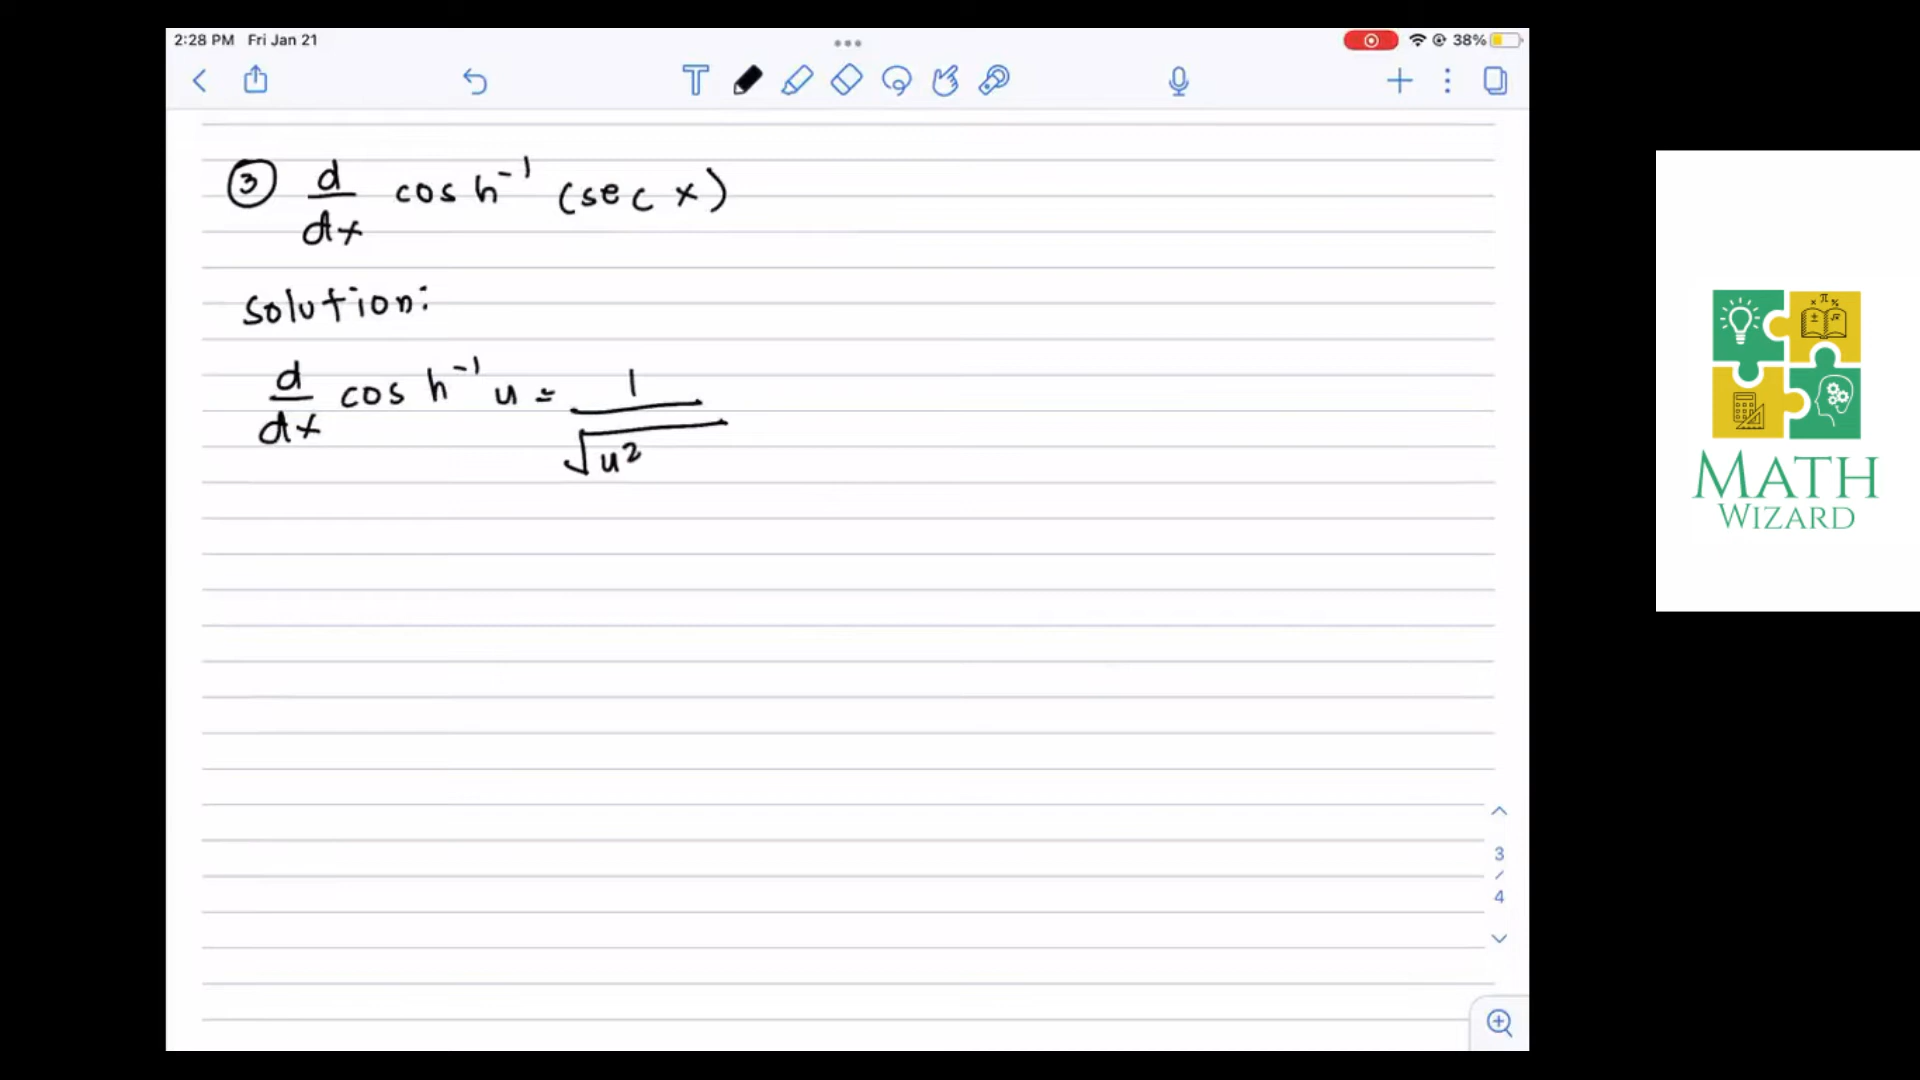 2:28 PM Fri Jan 21
38%
③ d/dx cosh⁻¹ (sec x)
Solution:
d/dx cosh⁻¹ u = 1/√u²
3
/
4
MATH
WIZARD